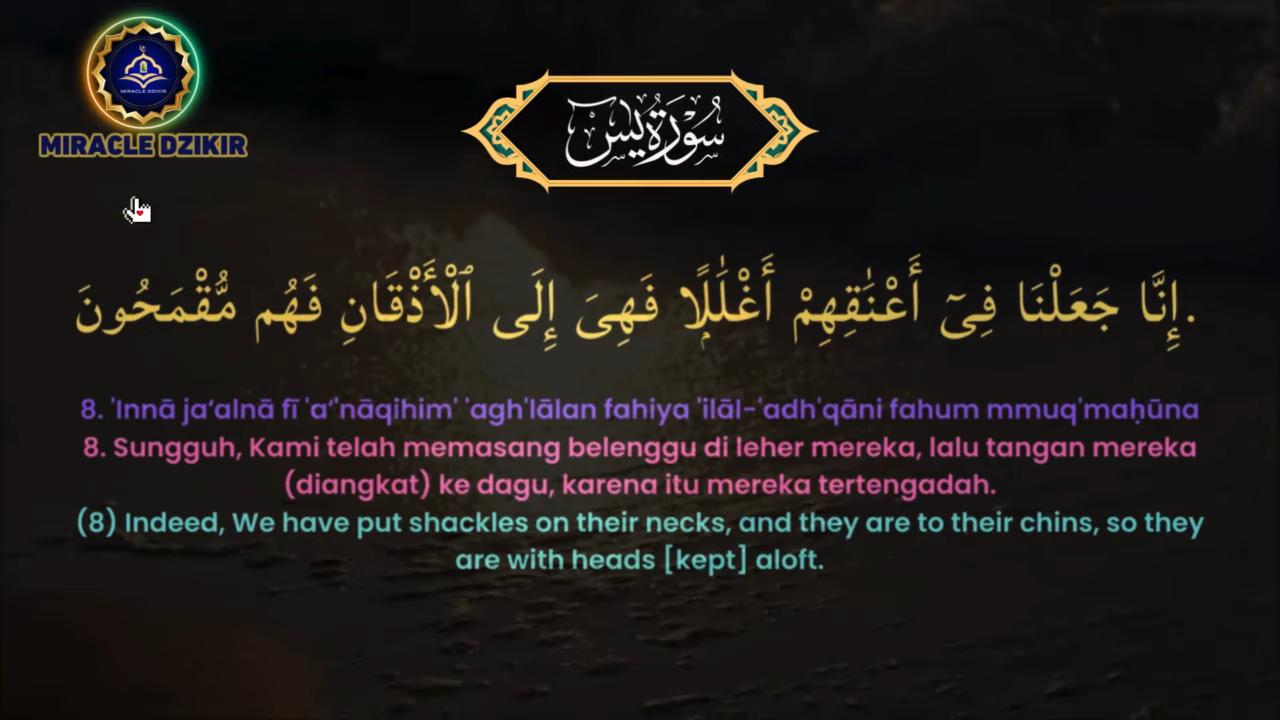 MIRACLE DZIKIR
MIRACLE DZIKIR
سُوْرَةُ يٰسٓ
.إِنَّا جَعَلْنَا فِىٓ أَعْنَـٰقِهِمْ أَغْلَـٰلًۭا فَهِىَ إِلَى ٱلْأَذْقَانِ فَهُم مُّقْمَحُونَ
8. 'Innā ja‘alnā fī 'a‘'nāqihim' 'agh'lālan fahiya 'ilāl-'adh'qāni fahum mmuq'maḥūna
8. Sungguh, Kami telah memasang belenggu di leher mereka, lalu tangan mereka
(diangkat) ke dagu, karena itu mereka tertengadah.
(8) Indeed, We have put shackles on their necks, and they are to their chins, so they
are with heads [kept] aloft.